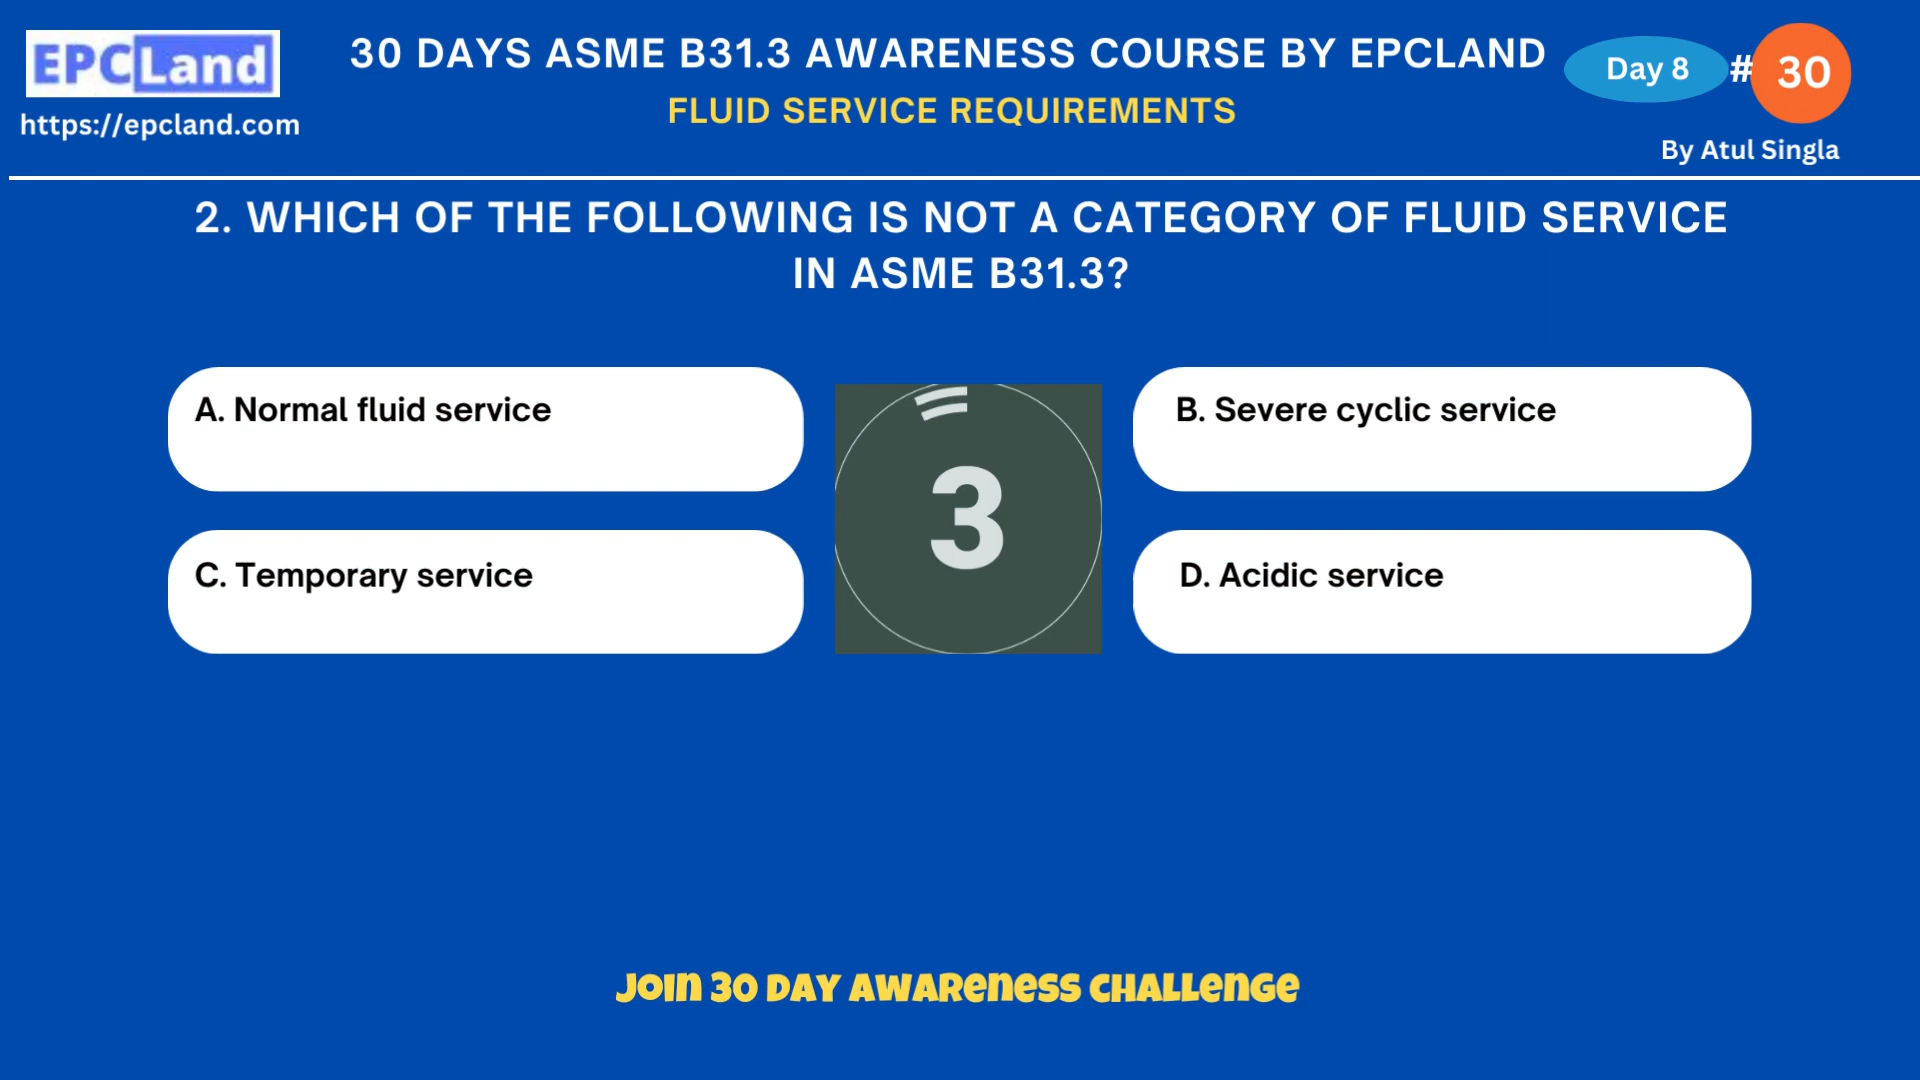 EPCLand
https://epcland.com
30 DAYS ASME B31.3 AWARENESS COURSE BY EPCLAND
FLUID SERVICE REQUIREMENTS
Day 8 # 30
By Atul Singla
2. WHICH OF THE FOLLOWING IS NOT A CATEGORY OF FLUID SERVICE
IN ASME B31.3?
A. Normal fluid service
B. Severe cyclic service
3
C. Temporary service
D. Acidic service
JOIN 30 DAY AWARENESS CHALLENGE